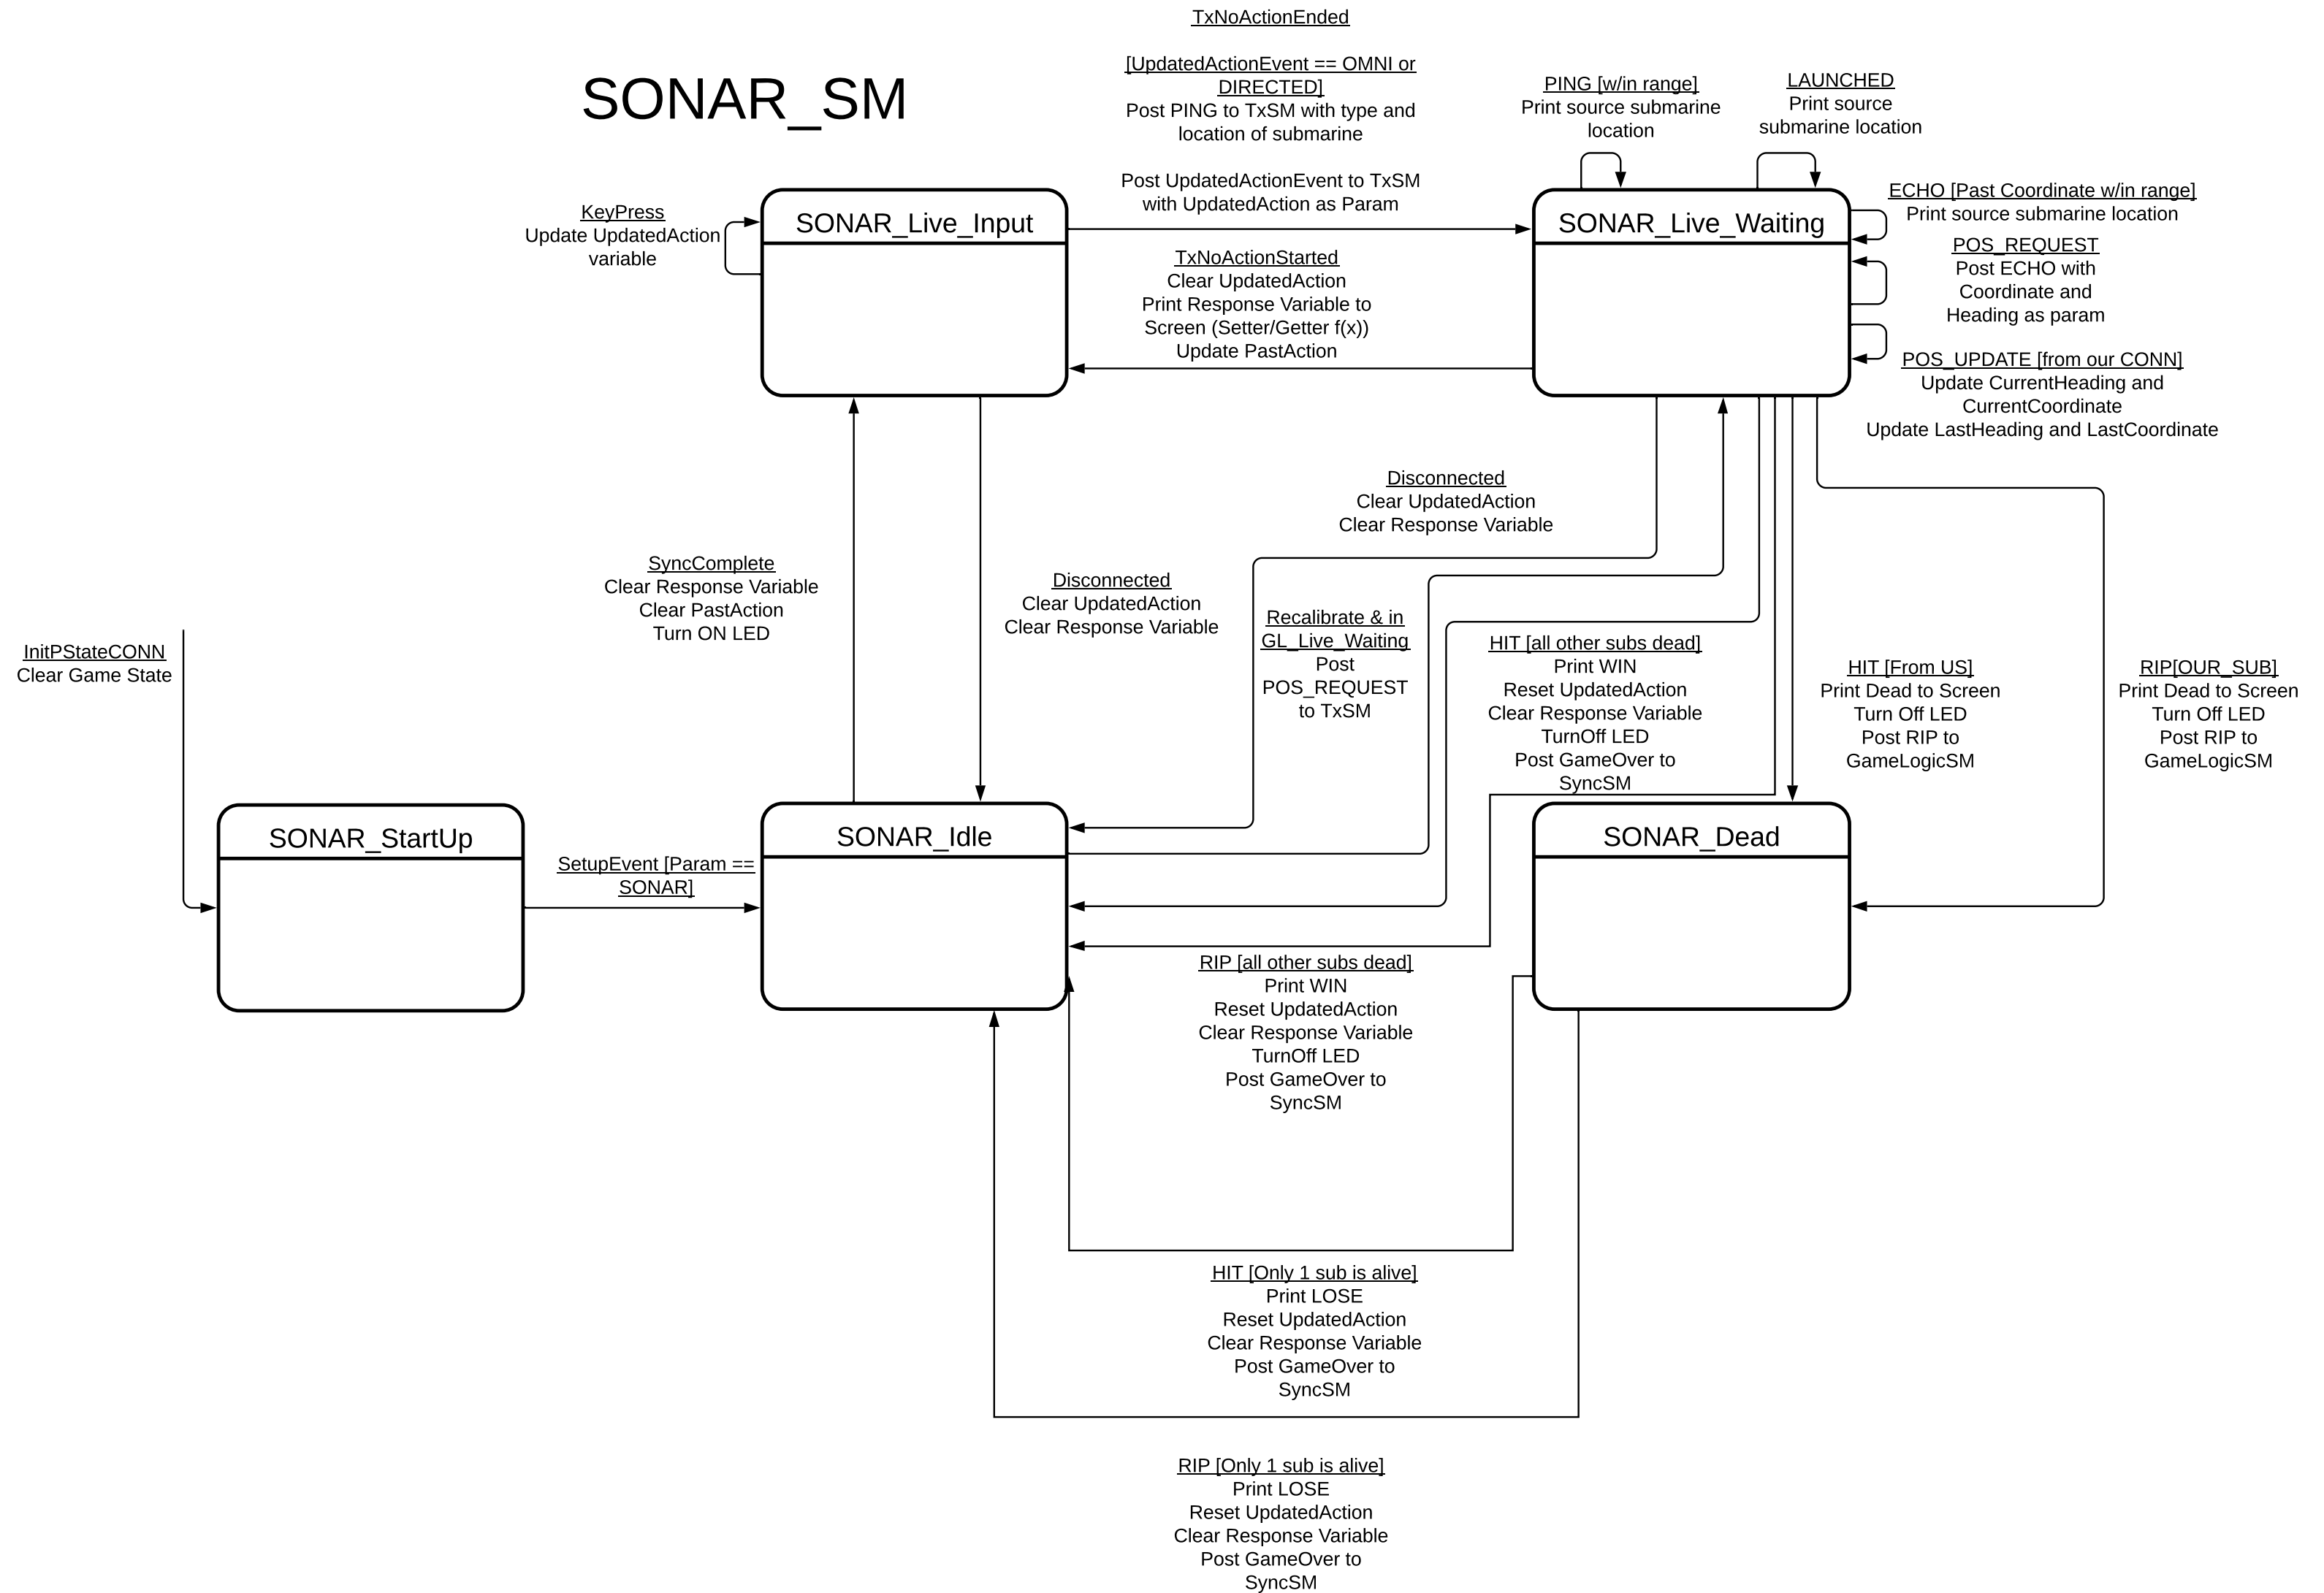 TxNoActionEnded
[UpdatedActionEvent == OMNI or
DIRECTED]
Post PING to TxSM with type and
location of submarine
Post UpdatedActionEvent to TxSM
with UpdatedAction as Param
SONAR_SM
PING [w/in range]
Print source submarine
location
LAUNCHED
Print source
submarine location
KeyPress
Update UpdatedAction
variable
SONAR_Live_Input
SONAR_Live_Waiting
ECHO [Past Coordinate w/in range]
Print source submarine location
POS_REQUEST
Post ECHO with
Coordinate and
Heading as param
POS_UPDATE [from our CONN]
Update CurrentHeading and
CurrentCoordinate
Update LastHeading and LastCoordinate
TxNoActionStarted
Clear UpdatedAction
Print Response Variable to
Screen (Setter/Getter f(x))
Update PastAction
Disconnected
Clear UpdatedAction
Clear Response Variable
SyncComplete
Clear Response Variable
Clear PastAction
Turn ON LED
Disconnected
Clear UpdatedAction
Clear Response Variable
Recalibrate & in
GL_Live_Waiting
Post
POS_REQUEST
to TxSM
HIT [all other subs dead]
Print WIN
Reset UpdatedAction
Clear Response Variable
TurnOff LED
Post GameOver to
SyncSM
HIT [From US]
Print Dead to Screen
Turn Off LED
Post RIP to
GameLogicSM
RIP[OUR_SUB]
Print Dead to Screen
Turn Off LED
Post RIP to
GameLogicSM
InitPStateCONN
Clear Game State
SONAR_StartUp
SetupEvent [Param ==
SONAR]
SONAR_Idle
SONAR_Dead
RIP [all other subs dead]
Print WIN
Reset UpdatedAction
Clear Response Variable
TurnOff LED
Post GameOver to
SyncSM
HIT [Only 1 sub is alive]
Print LOSE
Reset UpdatedAction
Clear Response Variable
Post GameOver to
SyncSM
RIP [Only 1 sub is alive]
Print LOSE
Reset UpdatedAction
Clear Response Variable
Post GameOver to
SyncSM